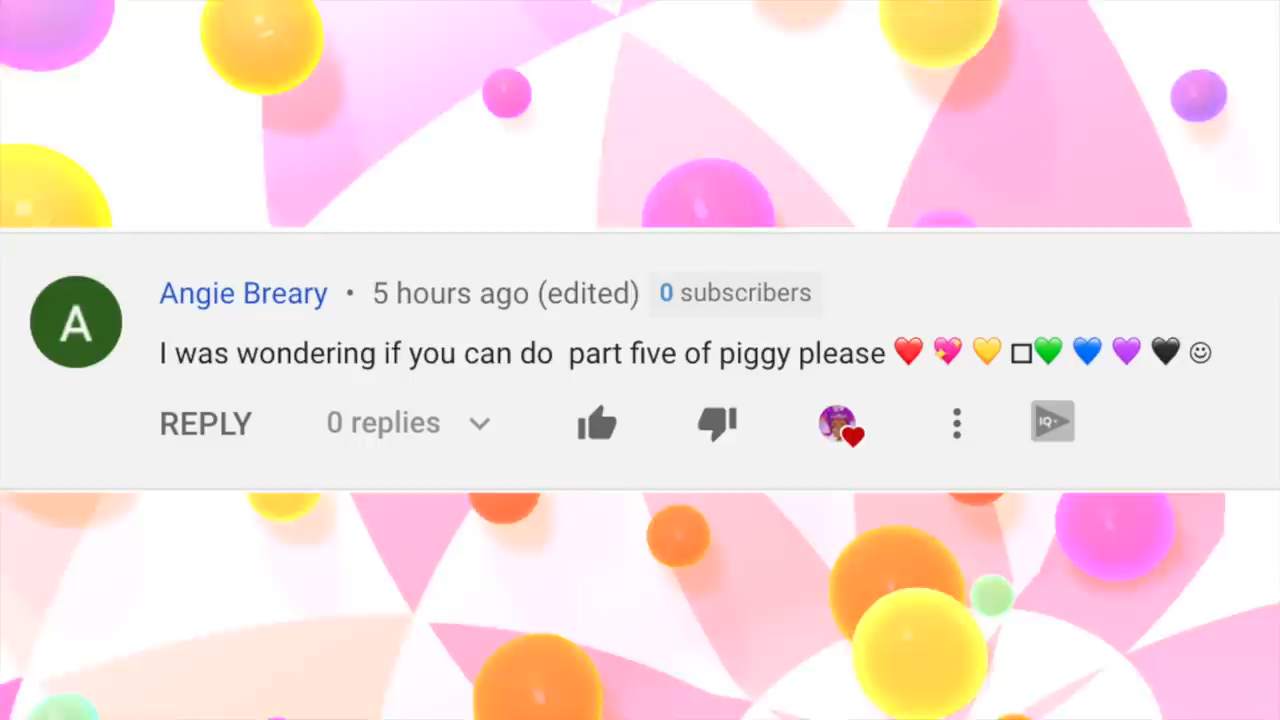 A
Angie Breary • 5 hours ago (edited) 0 subscribers
I was wondering if you can do  part five of piggy please ❤️ 💖 💛 □💚 💙 💜 🖤 ☺
REPLY 0 replies
IQ